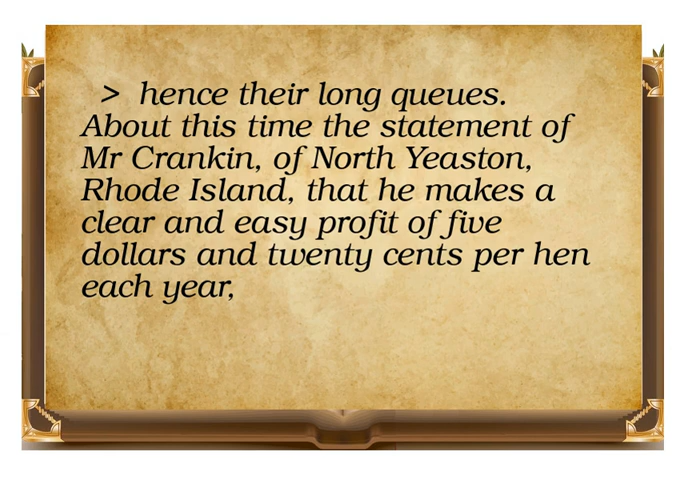 > hence their long queues.
About this time the statement of
Mr Crankin, of North Yeaston,
Rhode Island, that he makes a
clear and easy profit of five
dollars and twenty cents per hen
each year,